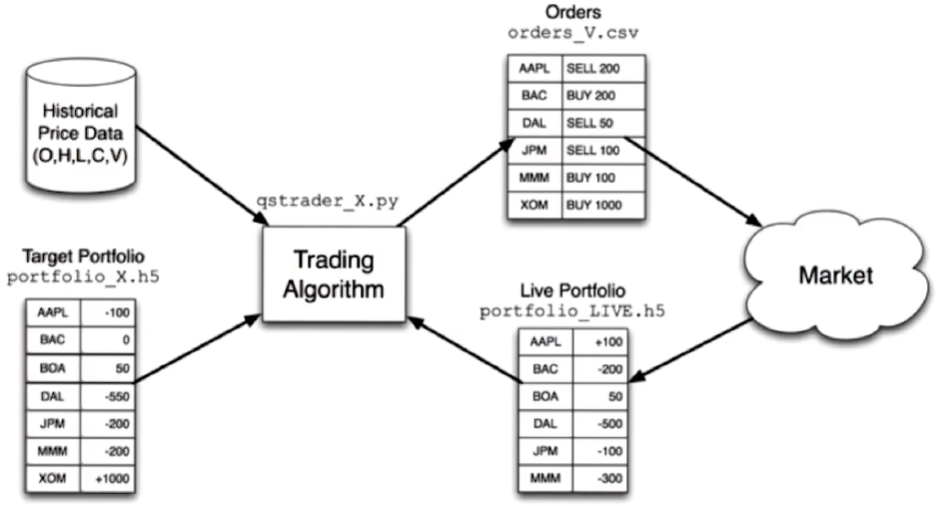 Orders
orders_V.csv
AAPL SELL 200
BAC BUY 200
DAL SELL 50
JPM SELL 100
MMM BUY 100
XOM BUY 1000
Historical
Price Data
(O,H,L,C,V)
qstrader_X.py
Trading
Algorithm
Target Portfolio
portfolio_X.h5
AAPL -100
BAC 0
BOA 50
DAL -550
JPM -200
MMM -200
XOM +1000
Live Portfolio
portfolio_LIVE.h5
AAPL +100
BAC -200
BOA 50
DAL -500
JPM -100
MMM -300
Market